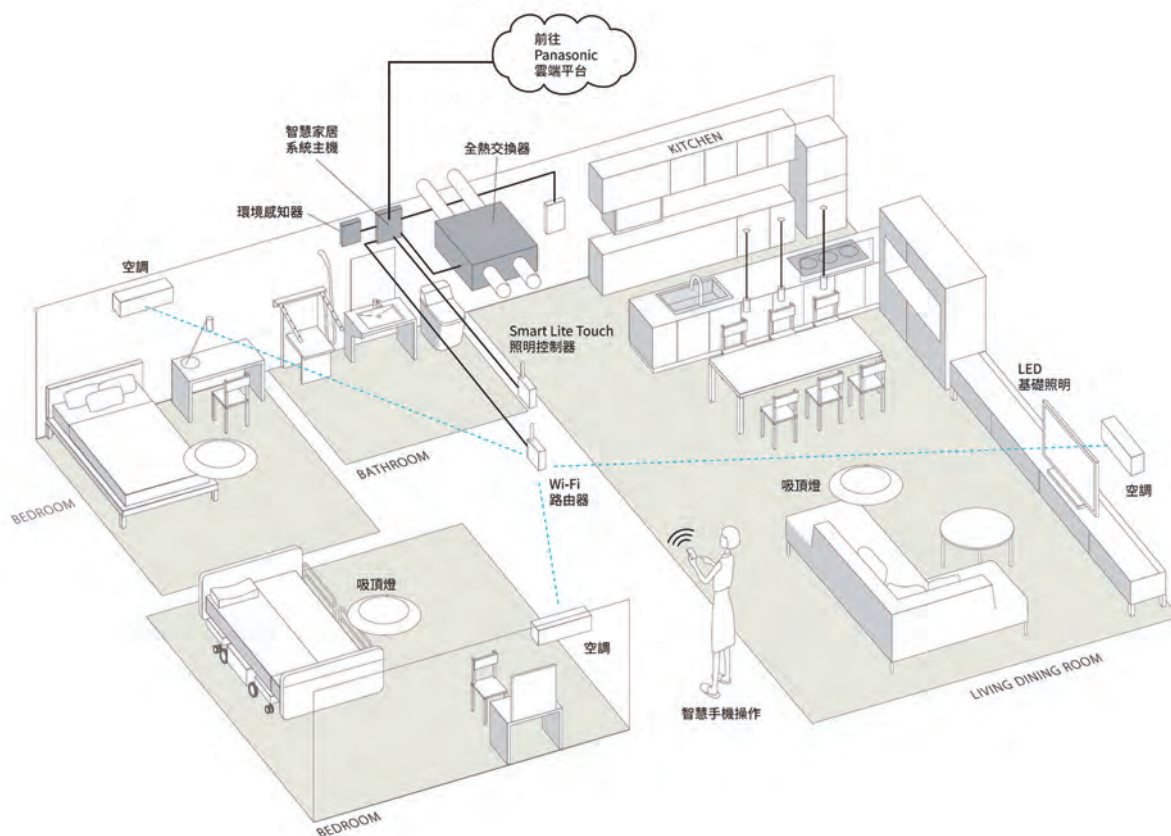 前往
Panasonic
雲端平台
智慧家居
系統主機
全熱交換器
KITCHEN
環境感知器
空調
Smart Lite Touch
照明控制器
LED
基礎照明
BATHROOM
Wi-Fi
路由器
吸頂燈
空調
BEDROOM
吸頂燈
空調
智慧手機操作
LIVING DINING ROOM
BEDROOM